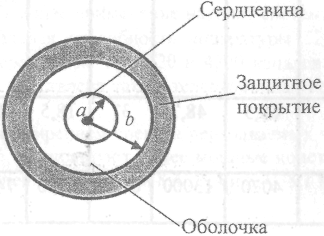 Сердцевина
Защитное
покрытие
a
b
Оболочка